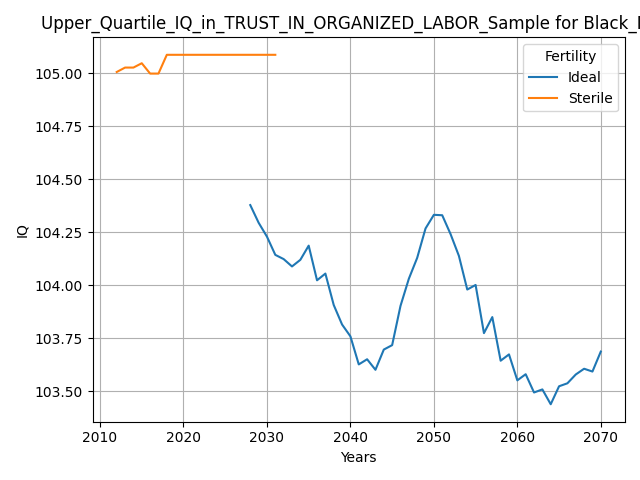 Upper_Quartile_IQ_in_TRUST_IN_ORGANIZED_LABOR_Sample for Black_
Fertility
Ideal
Sterile
105.00
104.75
104.50
104.25
104.00
103.75
103.50
IQ
2010 2020 2030 2040 2050 2060 2070
Years